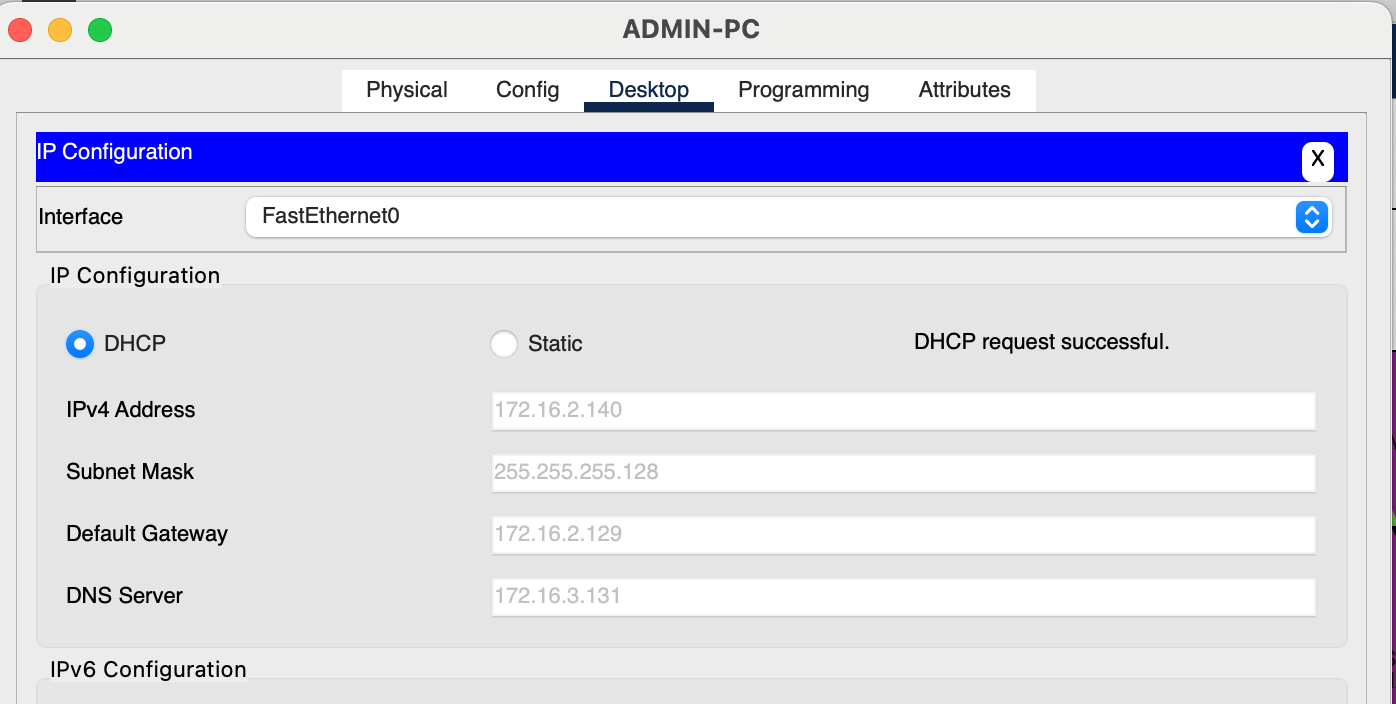 ADMIN-PC
Physical Config Desktop Programming Attributes
IP Configuration X
Interface FastEthernet0
IP Configuration
DHCP Static DHCP request successful.
IPv4 Address 172.16.2.140
Subnet Mask 255.255.255.128
Default Gateway 172.16.2.129
DNS Server 172.16.3.131
IPv6 Configuration